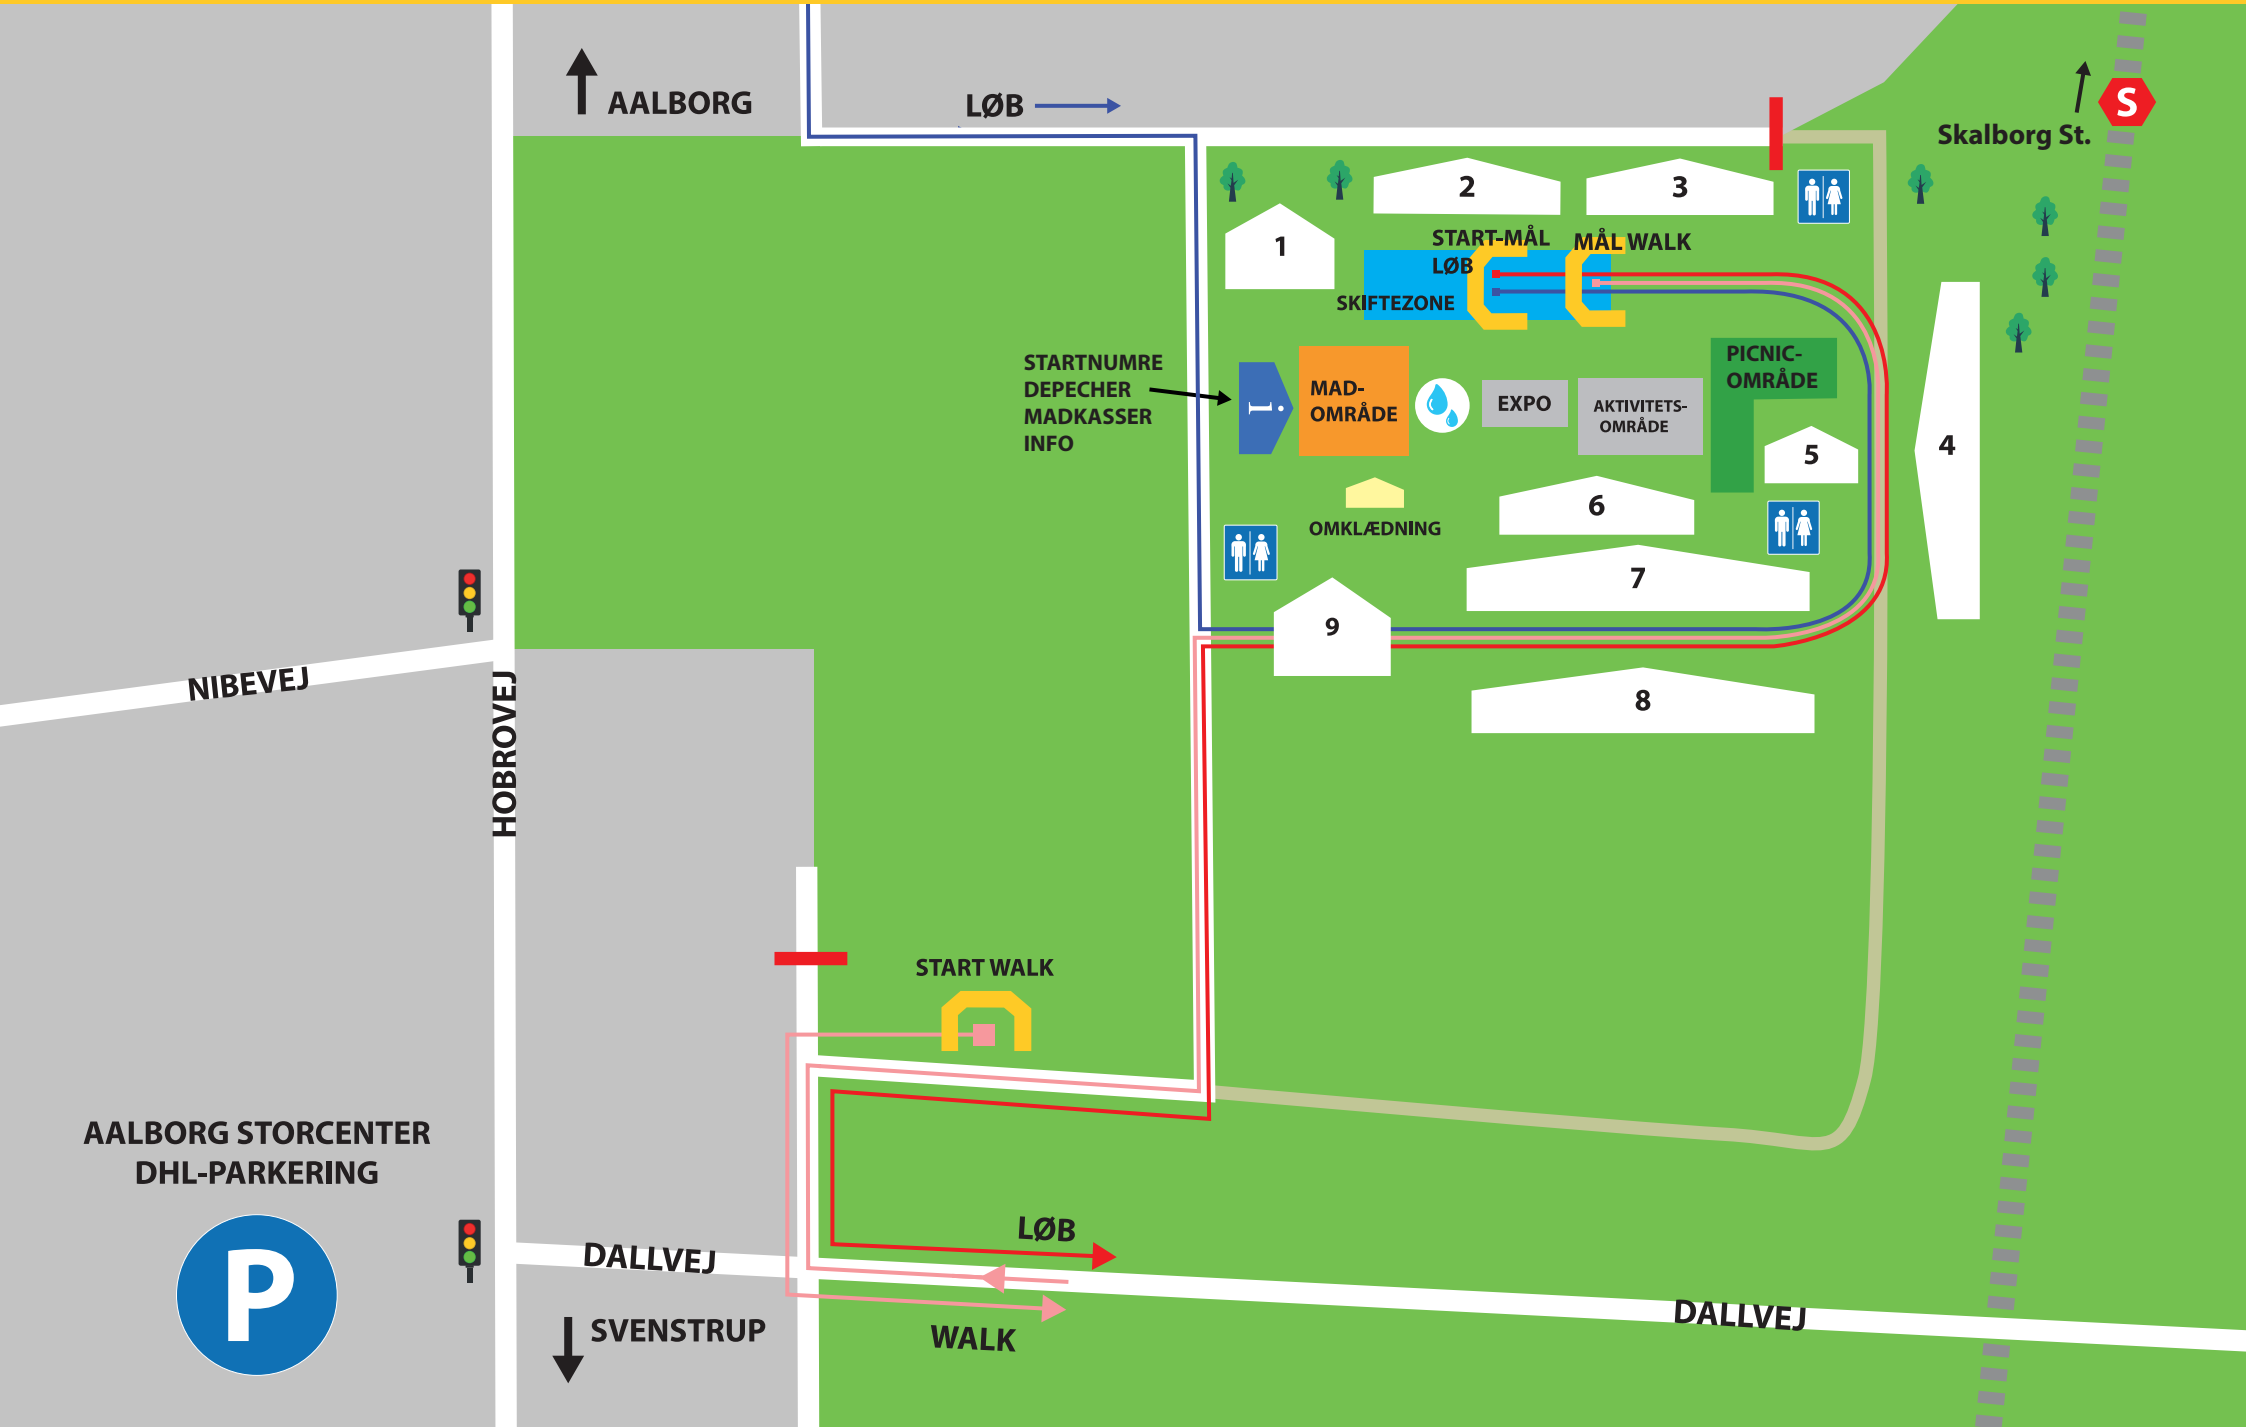 AALBORG
LØB
S
Skalborg St.
1
2
3
START-MÅL
LØB
MÅL WALK
SKIFTEZONE
STARTNUMRE
DEPECHER
MADKASSER
INFO
i
MAD-
OMRÅDE
EXPO
AKTIVITETS-
OMRÅDE
PICNIC-
OMRÅDE
4
5
6
OMKLÆDNING
7
9
8
NIBEVEJ
HOBROVEJ
START WALK
AALBORG STORCENTER
DHL-PARKERING
P
DALLVEJ
LØB
SVENSTRUP
WALK
DALLVEJ